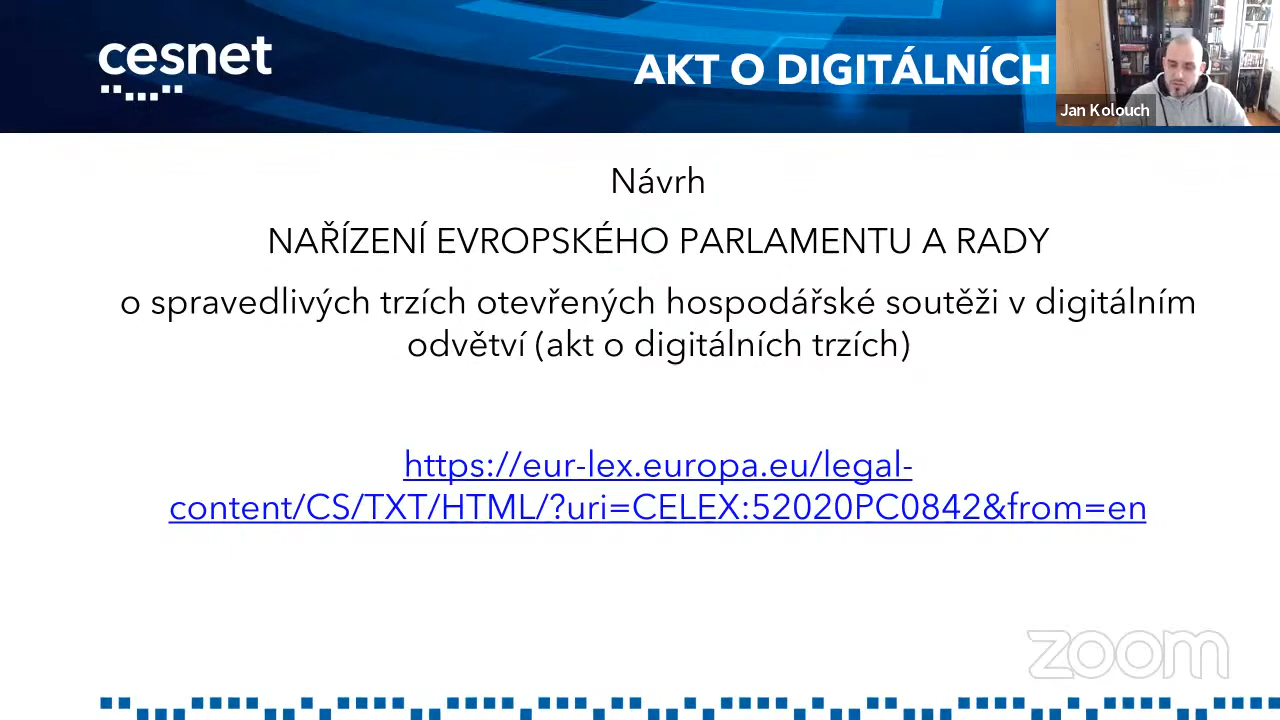 cesnet
AKT O DIGITÁLNÍCH
Jan Kolouch
Návrh
NAŘÍZENÍ EVROPSKÉHO PARLAMENTU A RADY
o spravedlivých trzích otevřených hospodářské soutěži v digitálním
odvětví (akt o digitálních trzích)
https://eur-lex.europa.eu/legal-
content/CS/TXT/HTML/?uri=CELEX:52020PC0842&from=en
zoom